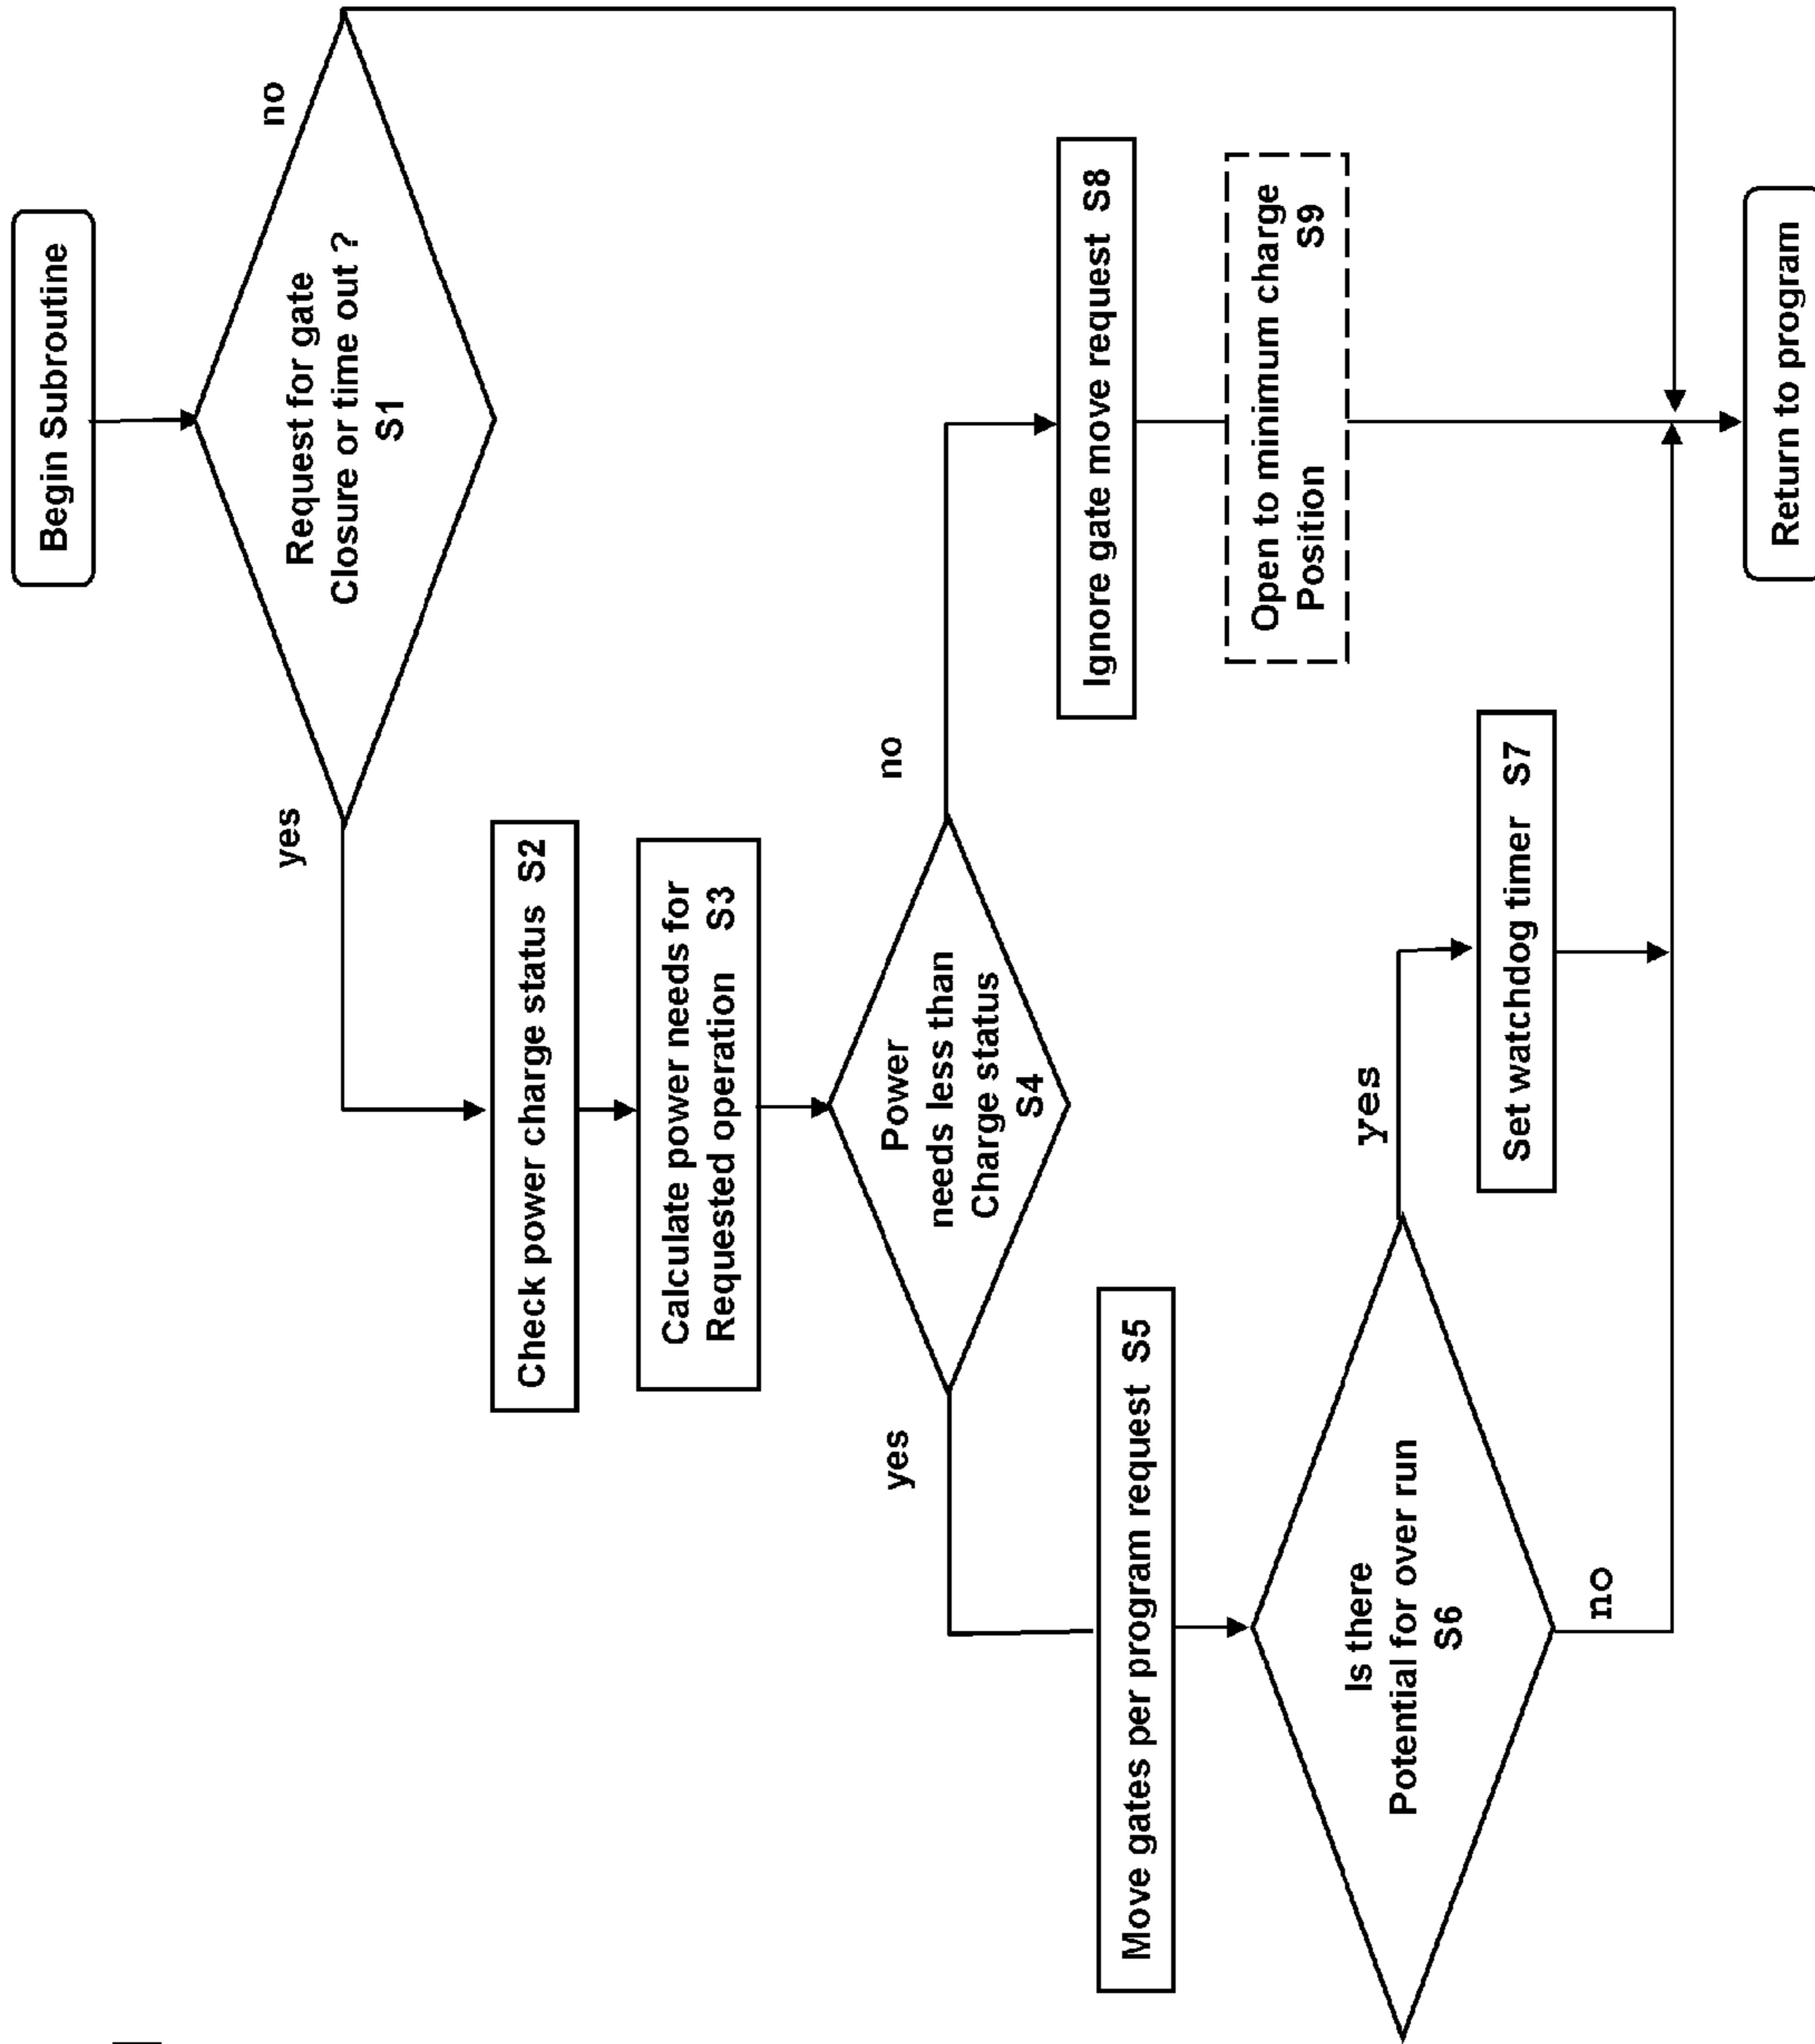 Begin Subroutine
Request for gate
Closure or time out ?
S1
yes
no
Check power charge status S2
Calculate power needs for
Requested operation S3
Power
needs less than
Charge status
S4
yes
no
Move gates per program request S5
Ignore gate move request S8
Is there
Potential for over run
S6
yes
no
Open to minimum charge
Position S9
Set watchdog timer S7
Return to program